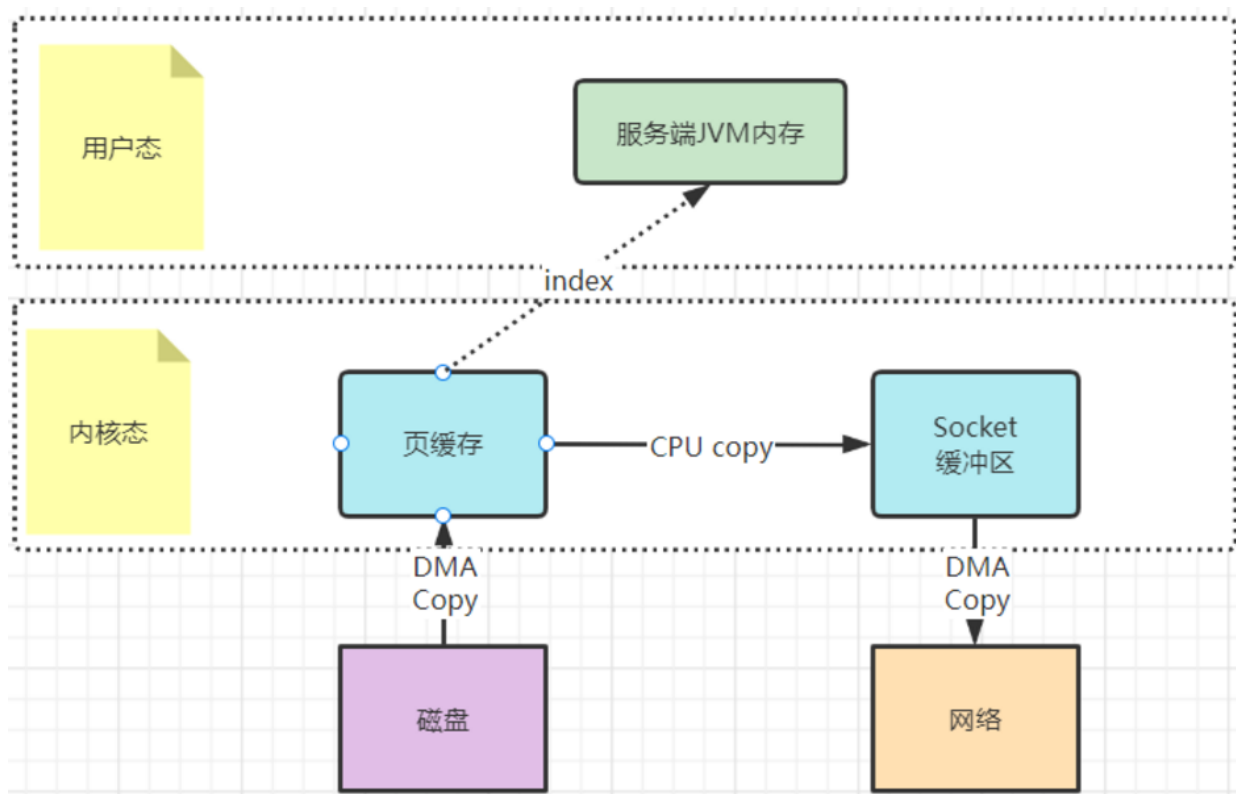 用户态
服务端JVM内存
index
内核态
页缓存
CPU copy
Socket
缓冲区
DMA
Copy
DMA
Copy
磁盘
网络